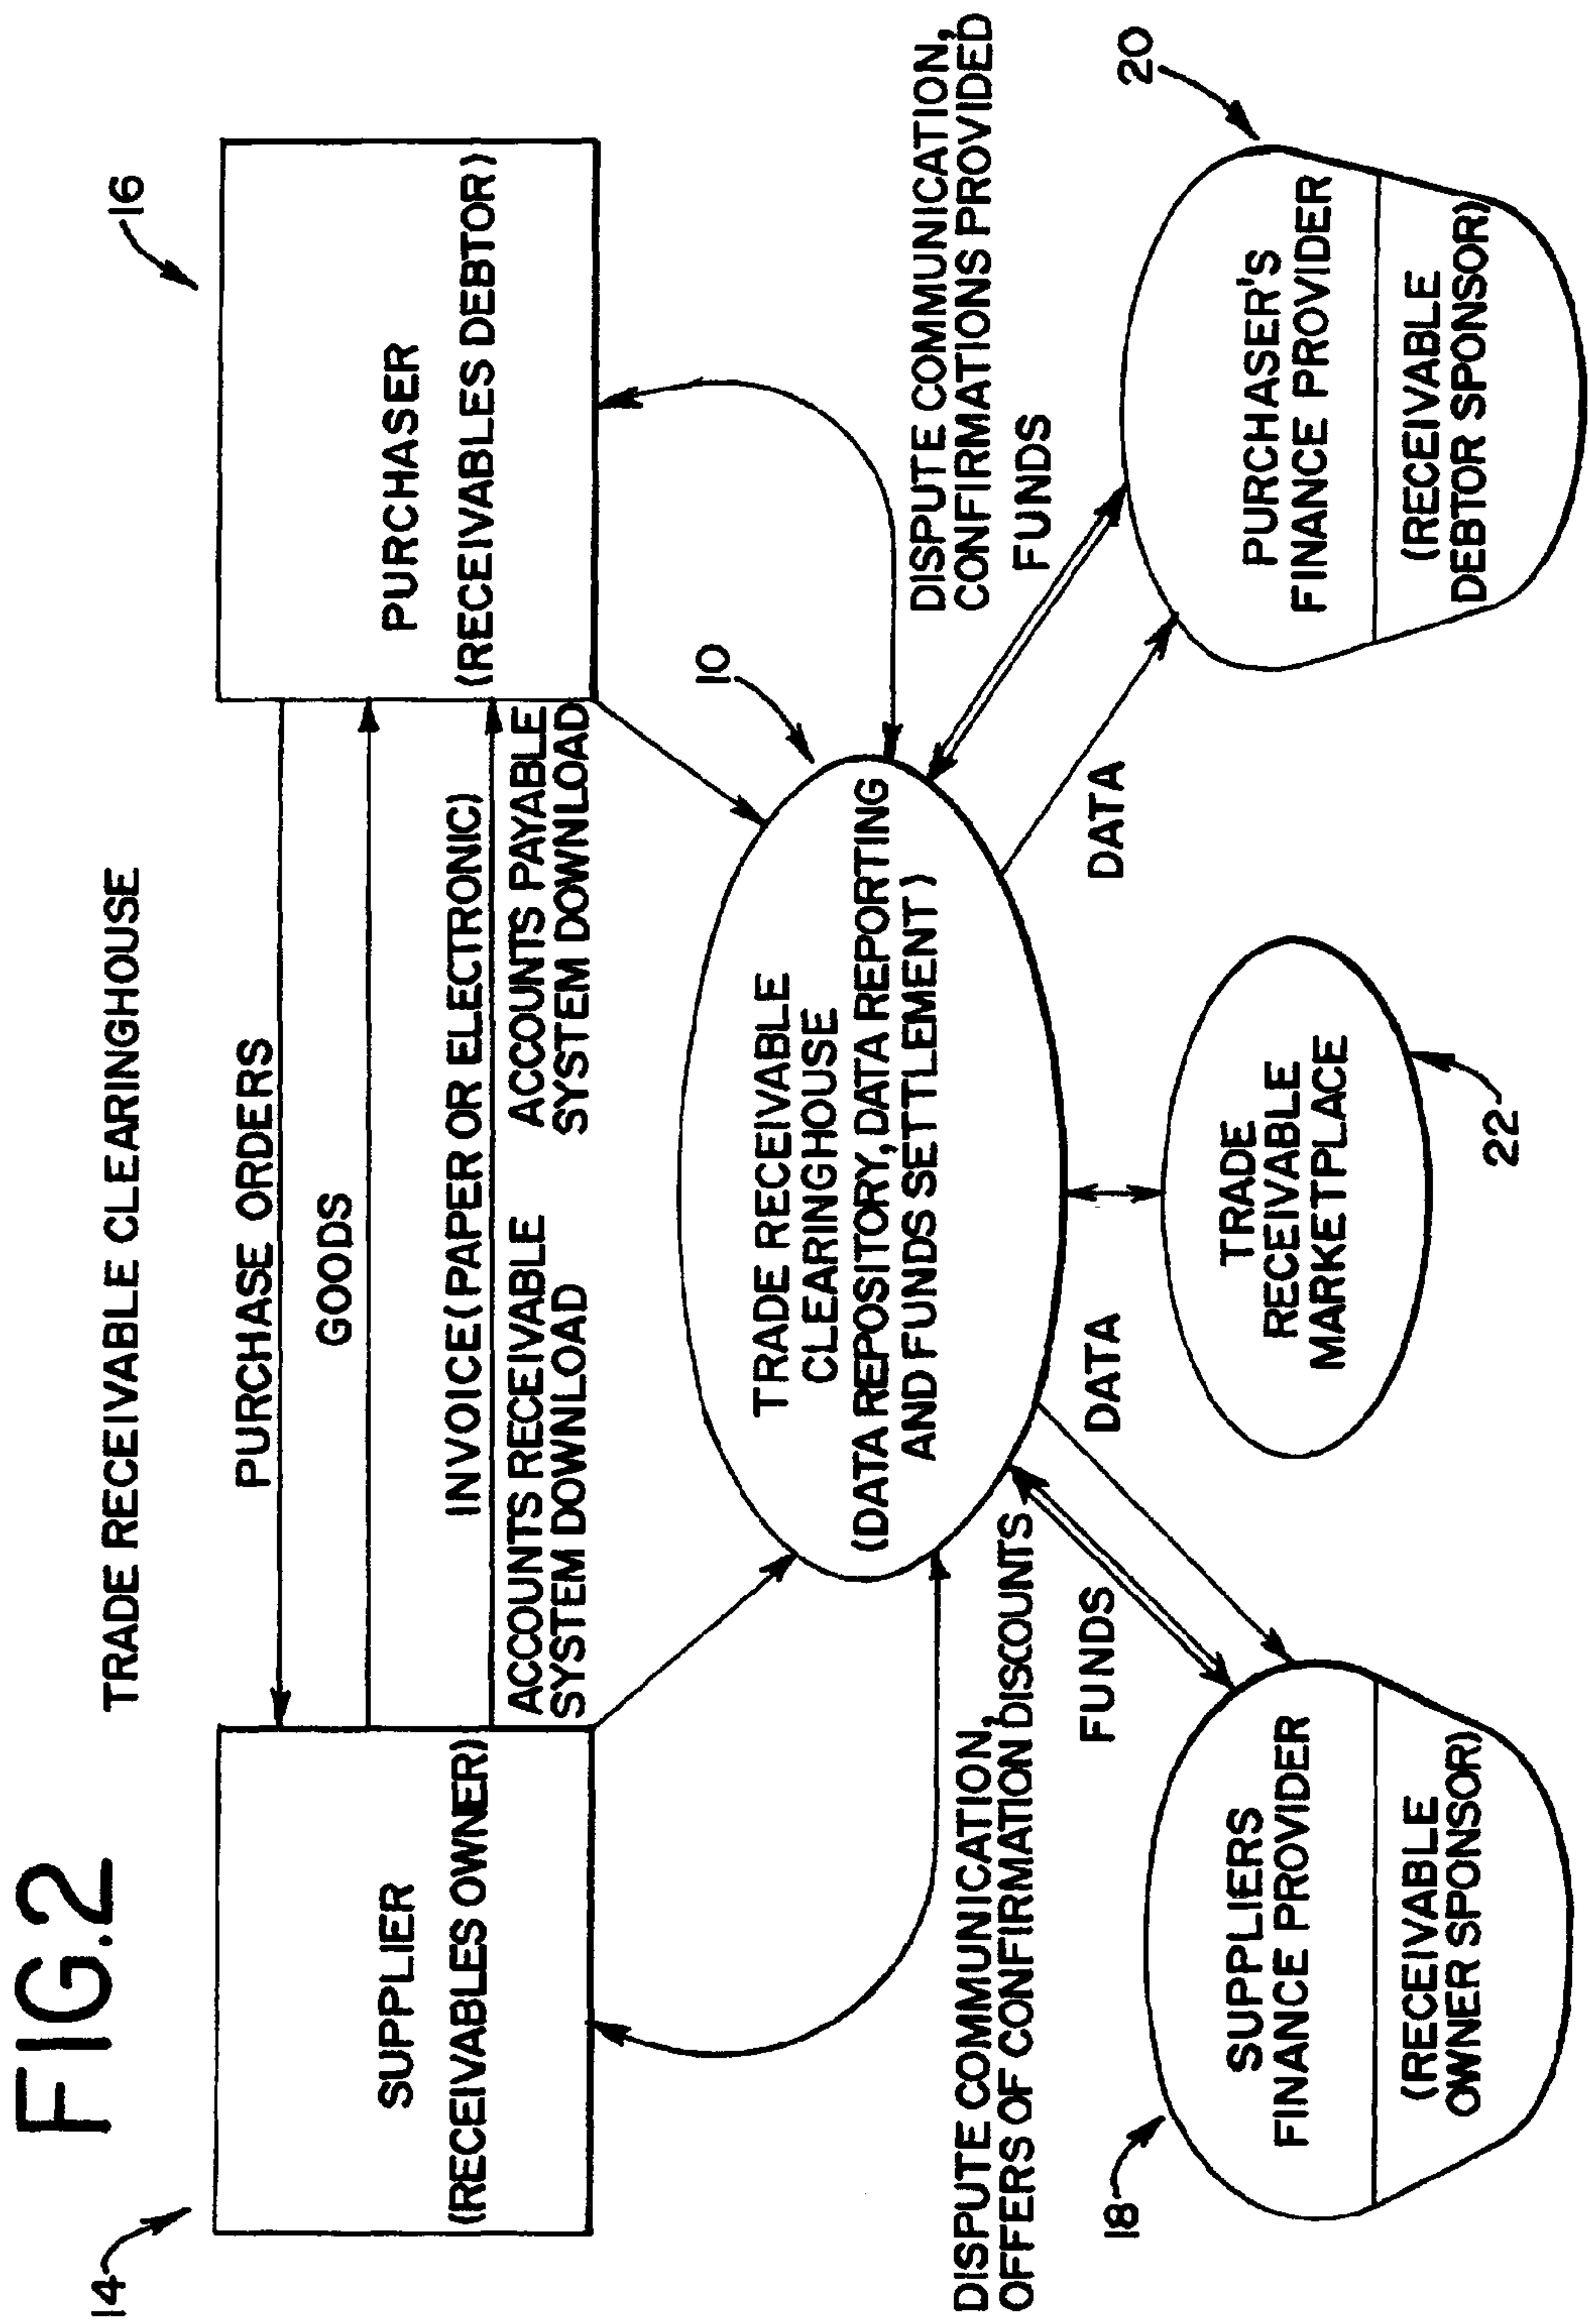 FIG.2
TRADE RECEIVABLE CLEARINGHOUSE
14
16
SUPPLIER
(RECEIVABLES OWNER)
PURCHASE ORDERS
GOODS
INVOICE (PAPER OR ELECTRONIC)
PURCHASER
(RECEIVABLES DEBTOR)
ACCOUNTS RECEIVABLE
SYSTEM DOWNLOAD
ACCOUNTS PAYABLE
SYSTEM DOWNLOAD
10
TRADE RECEIVABLE
CLEARINGHOUSE
(DATA REPOSITORY, DATA REPORTING
AND FUNDS SETTLEMENT)
DISPUTE COMMUNICATION,
OFFERS OF CONFIRMATION DISCOUNTS
DISPUTE COMMUNICATION,
CONFIRMATIONS PROVIDED
FUNDS
DATA
DATA
FUNDS
18
SUPPLIERS
FINANCE PROVIDER
(RECEIVABLE
OWNER SPONSOR)
TRADE
RECEIVABLE
MARKETPLACE
22
20
PURCHASER'S
FINANCE PROVIDER
(RECEIVABLE
DEBTOR SPONSOR)